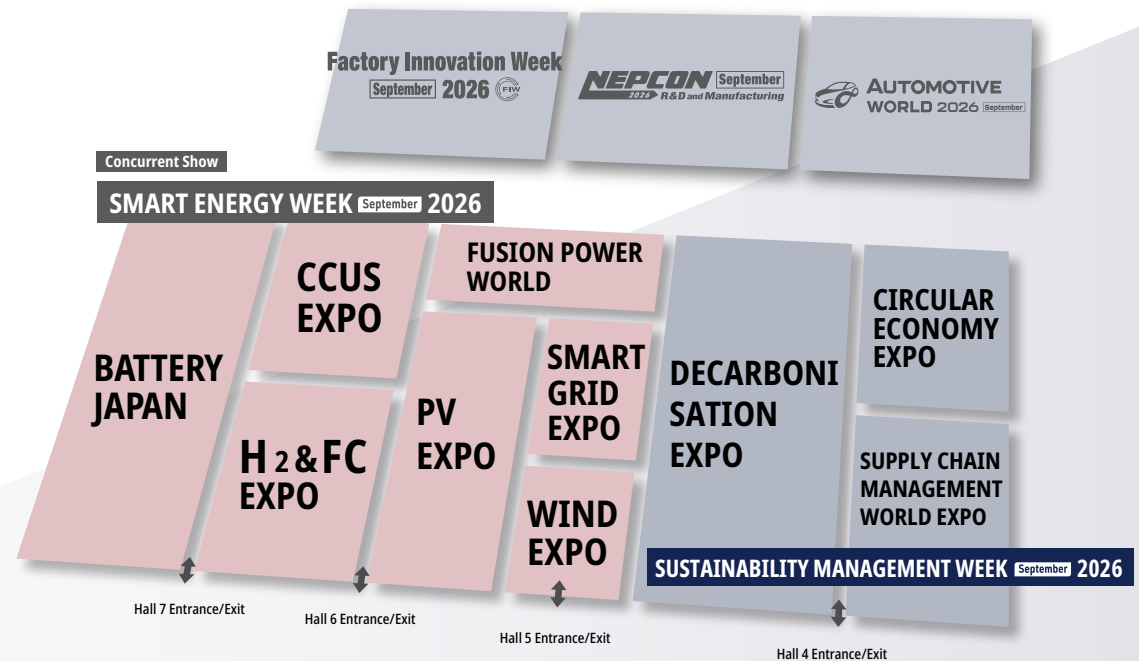 Factory Innovation Week
September 2026 FIW
NEPCON September
2026 R&D and Manufacturing
AUTOMOTIVE
WORLD 2026 September
Concurrent Show
SMART ENERGY WEEK September 2026
BATTERY
JAPAN
CCUS
EXPO
H2&FC
EXPO
FUSION POWER
WORLD
PV
EXPO
SMART
GRID
EXPO
WIND
EXPO
DECARBONI
SATION
EXPO
CIRCULAR
ECONOMY
EXPO
SUPPLY CHAIN
MANAGEMENT
WORLD EXPO
SUSTAINABILITY MANAGEMENT WEEK September 2026
Hall 7 Entrance/Exit
Hall 6 Entrance/Exit
Hall 5 Entrance/Exit
Hall 4 Entrance/Exit